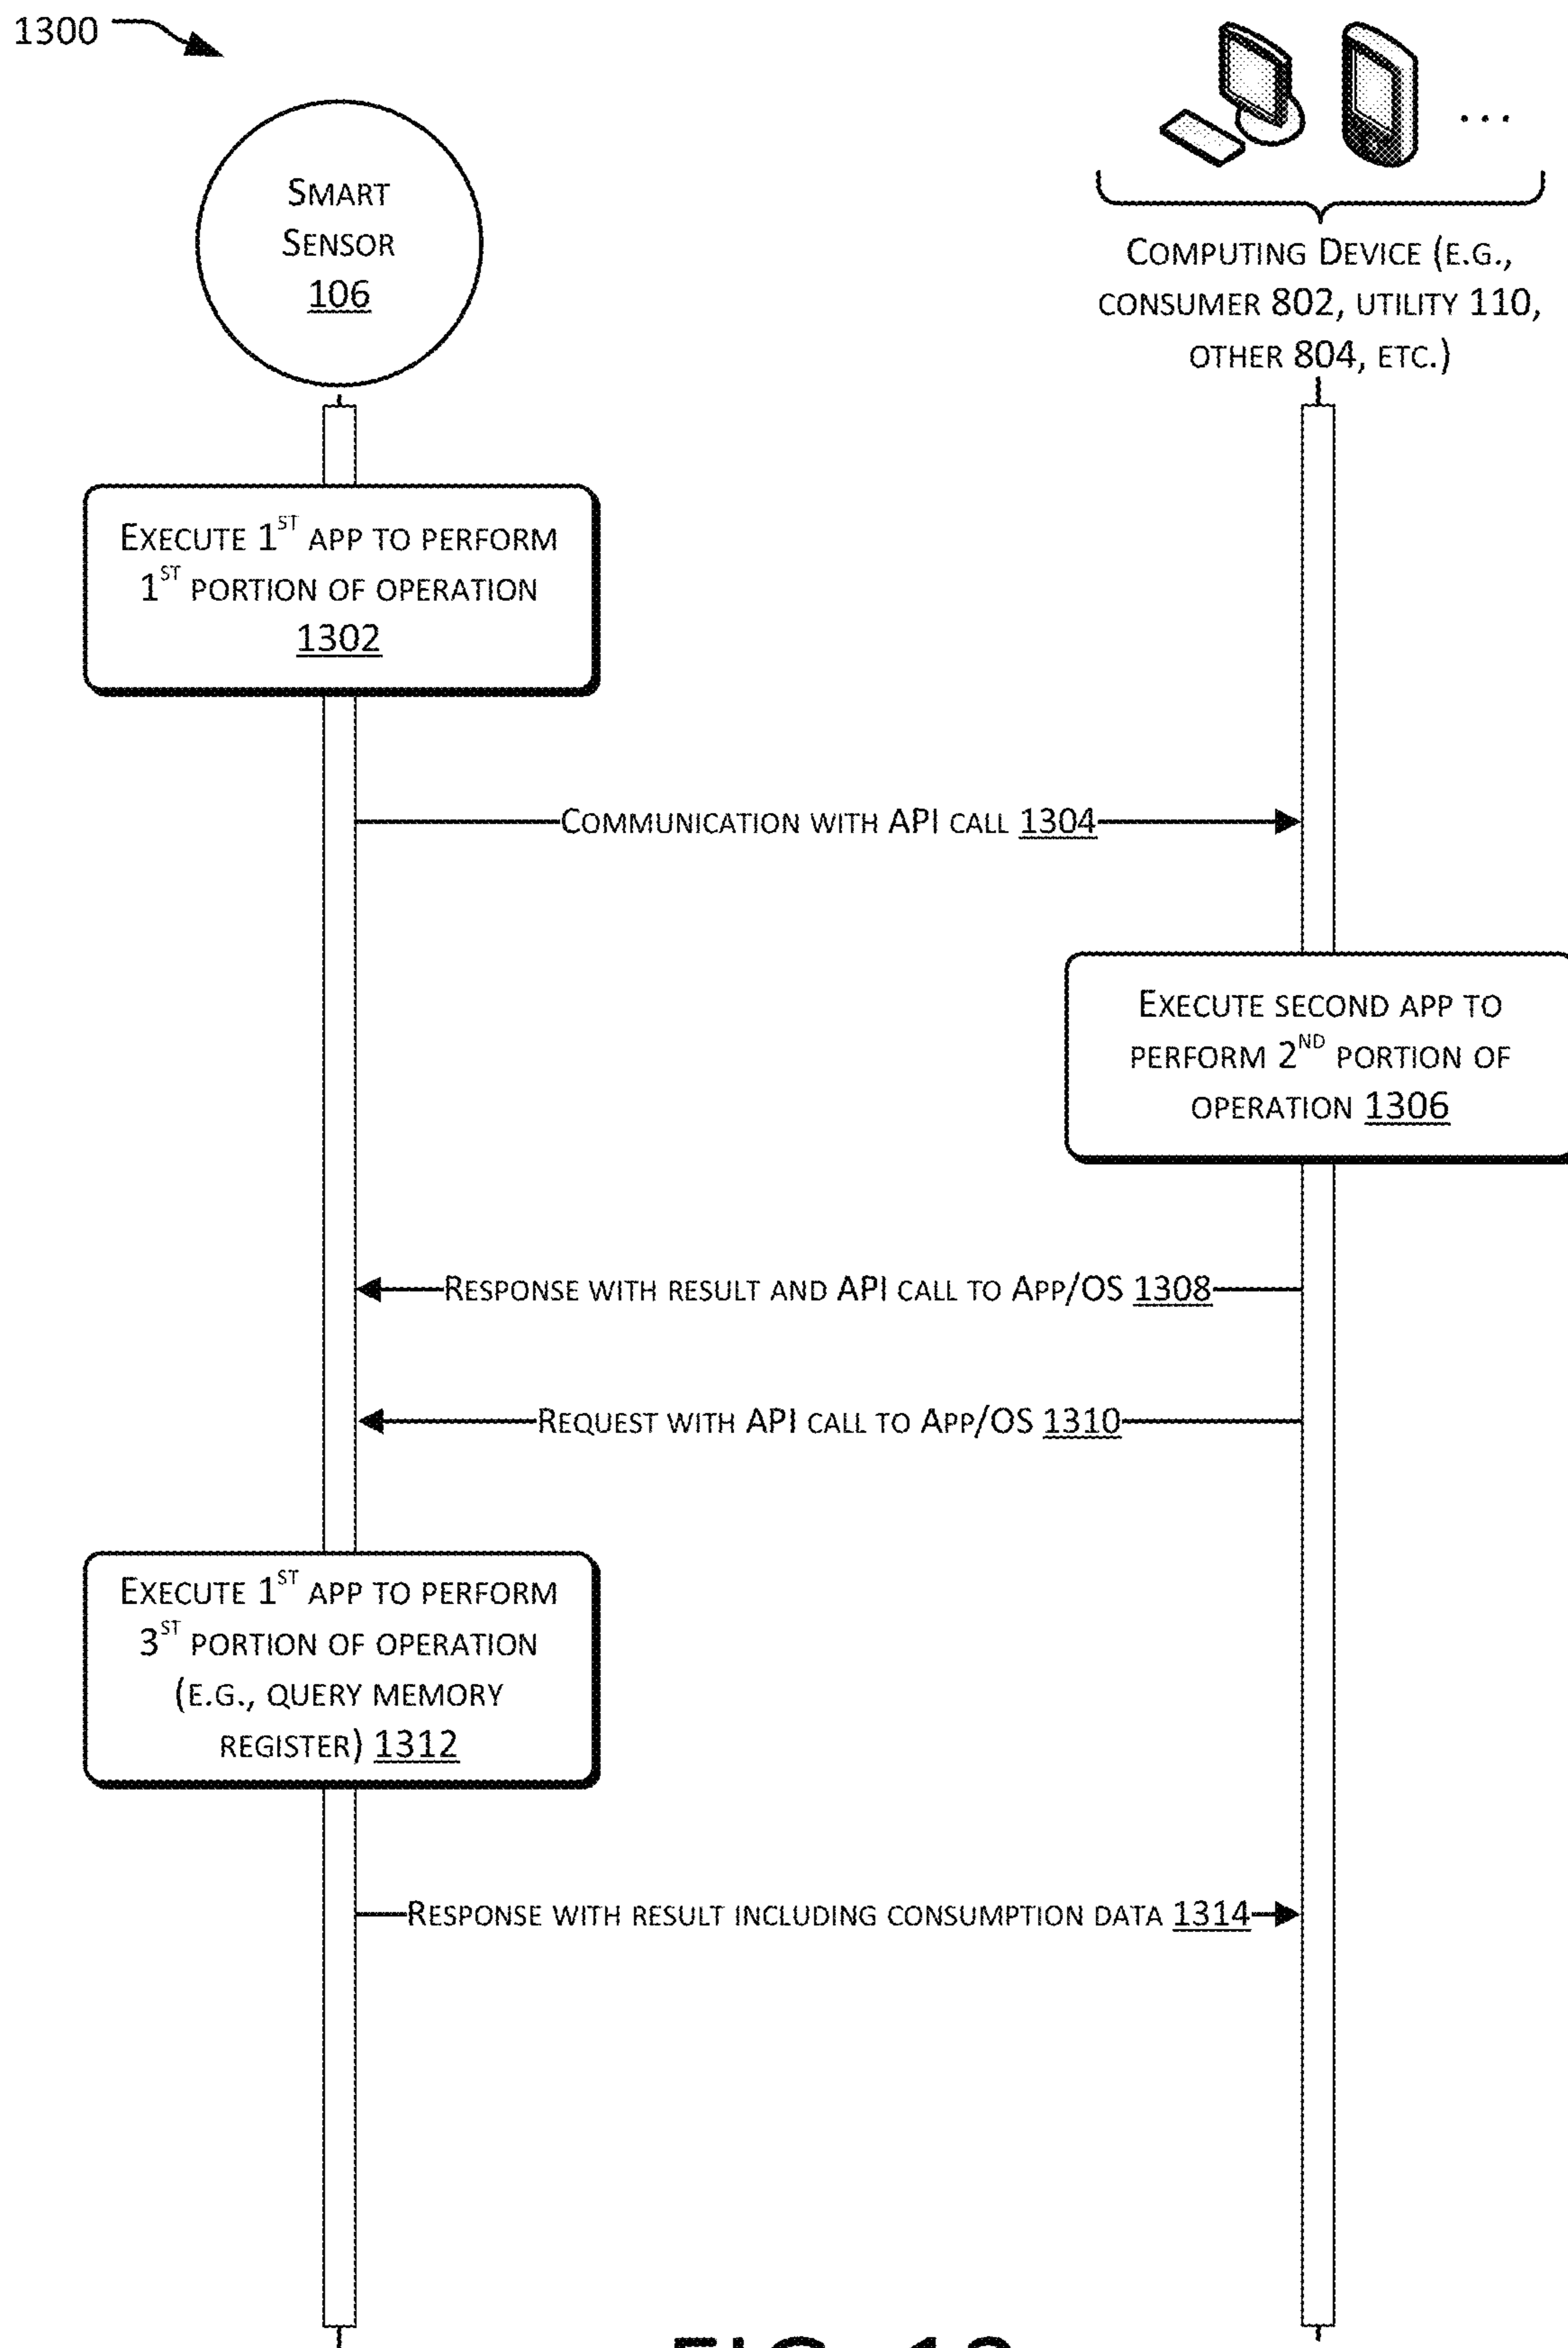 1300
SMART
SENSOR
106
COMPUTING DEVICE (E.G.,
CONSUMER 802, UTILITY 110,
OTHER 804, ETC.)
EXECUTE 1ST APP TO PERFORM
1ST PORTION OF OPERATION
1302
COMMUNICATION WITH API CALL 1304
EXECUTE SECOND APP TO
PERFORM 2ND PORTION OF
OPERATION 1306
RESPONSE WITH RESULT AND API CALL TO APP/OS 1308
REQUEST WITH API CALL TO APP/OS 1310
EXECUTE 1ST APP TO PERFORM
3ST PORTION OF OPERATION
(E.G., QUERY MEMORY
REGISTER) 1312
RESPONSE WITH RESULT INCLUDING CONSUMPTION DATA 1314